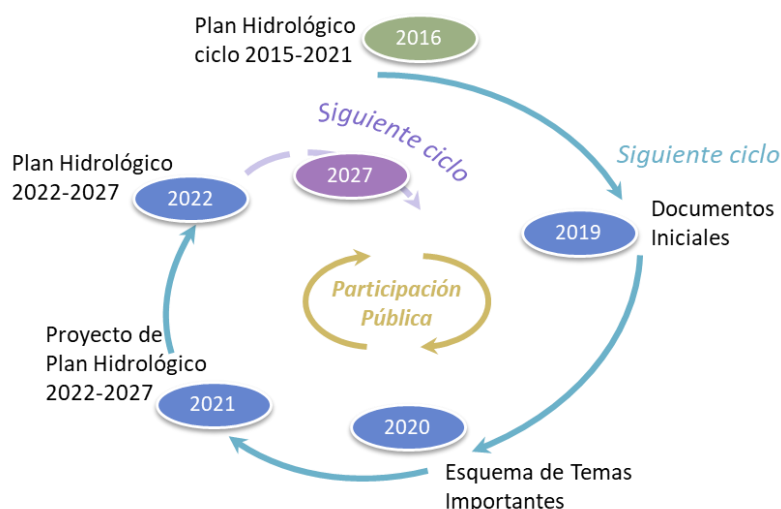 Plan Hidrológico
ciclo 2015-2021
2016
Siguiente ciclo
Siguiente ciclo
Plan Hidrológico
2022-2027
2022
2027
2019
Documentos
Iniciales
Participación
Pública
Proyecto de
Plan Hidrológico
2022-2027
2021
2020
Esquema de Temas
Importantes